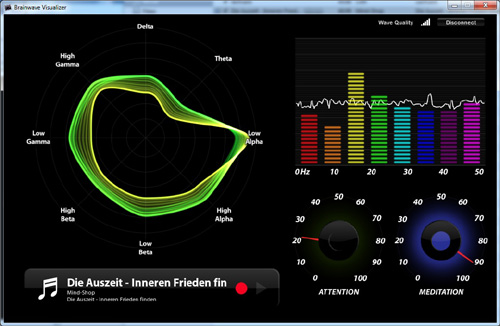 Brainwave Visualizer
Wave Quality
Disconnect
Delta
Theta
Low
Alpha
High
Alpha
Low
Beta
High
Beta
Low
Gamma
High
Gamma
0Hz 10 20 30 40 50
0 10 20 30 40 50 60 70 80 90 100
ATTENTION
0 10 20 30 40 50 60 70 80 90 100
MEDITATION
Die Auszeit - Inneren Frieden fin
Mind-Shop
Die Auszeit - Inneren Frieden finden